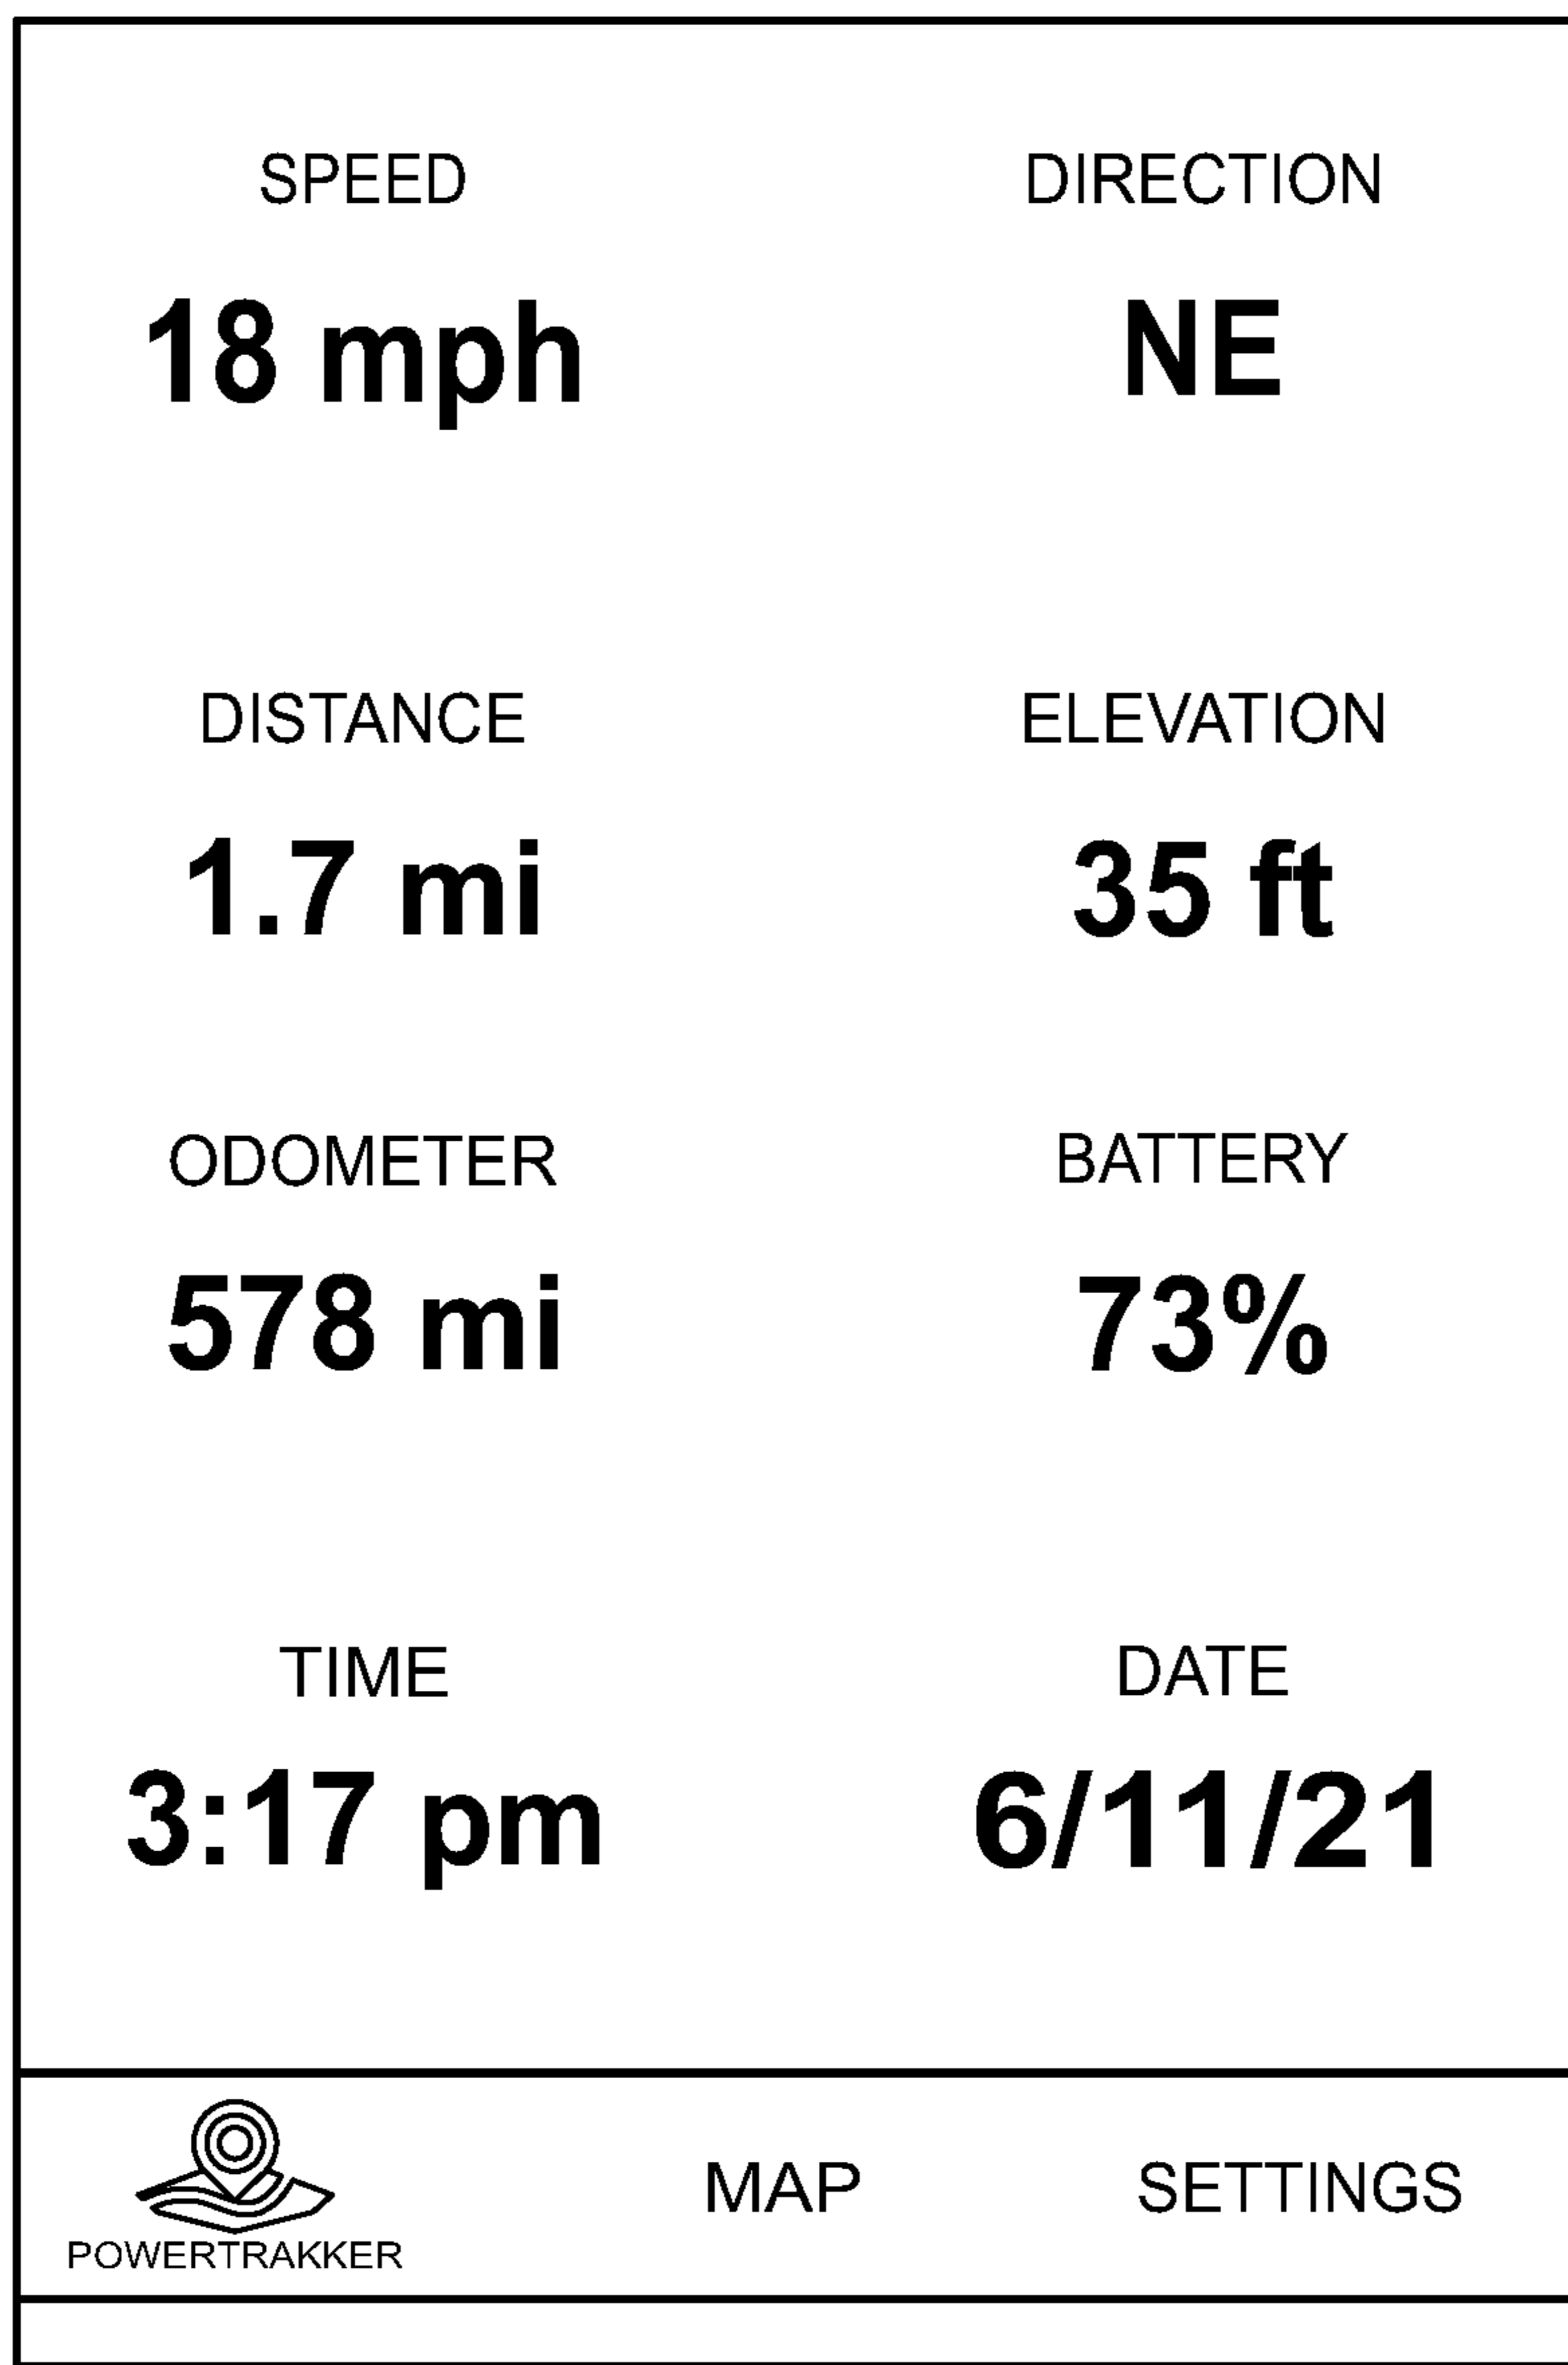 SPEED DIRECTION
18 mph NE
DISTANCE ELEVATION
1.7 mi 35 ft
ODOMETER BATTERY
578 mi 73%
TIME DATE
3:17 pm 6/11/21
MAP SETTINGS
POWERTRAKKER